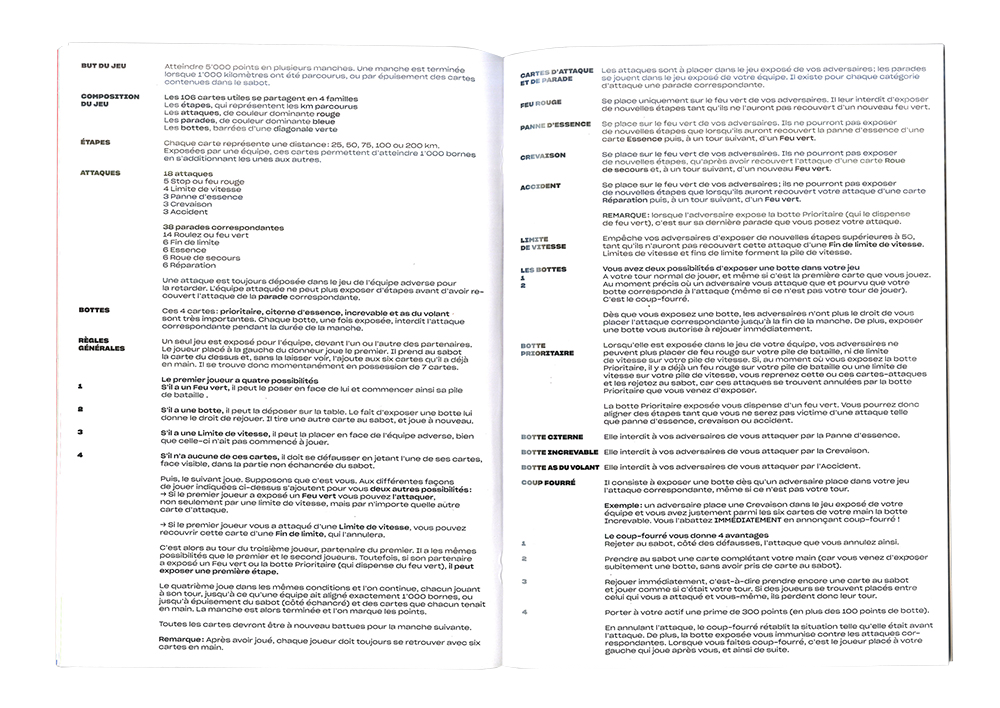 BUT DU JEU
Atteindre 5'000 points en plusieurs manches. Une manche est terminée
lorsque 1'000 kilomètres ont été parcourus, ou par épuisement des cartes
contenues dans le sabot.
COMPOSITION
DU JEU
Les 106 cartes utiles se partagent en 4 familles
Les étapes, qui représentent les km parcourus
Les attaques, de couleur dominante rouge
Les parades, de couleur dominante bleue
Les bottes, barrées d'une diagonale verte
ÉTAPES
Chaque carte représente une distance: 25, 50, 75, 100 ou 200 km.
Exposées par une équipe, ces cartes permettent d'atteindre 1'000 bornes
en s'additionnant les unes aux autres.
ATTAQUES
18 attaques
5 Stop ou feu rouge
4 Limite de vitesse
3 Panne d'essence
3 Crevaison
3 Accident
38 parades correspondantes
14 Roulez ou feu vert
6 Fin de limite
6 Essence
6 Roue de secours
6 Réparation
Une attaque est toujours déposée dans le jeu de l'équipe adverse pour
la retarder. L'équipe attaquée ne peut plus exposer d'étapes avant d'avoir re-
couvert l'attaque de la parade correspondante.
BOTTES
Ces 4 cartes: prioritaire, citerne d'essence, increvable et as du volant
sont très importantes. Chaque botte, une fois exposée, interdit l'attaque
correspondante pendant la durée de la manche.
RÈGLES
GÉNÉRALES
Un seul jeu est exposé pour l'équipe, devant l'un ou l'autre des partenaires.
Le joueur placé à la gauche du donneur joue le premier. Il prend au sabot
la carte du dessus et, sans la laisser voir, l'ajoute aux six cartes qu'il a déjà
en main. Il se trouve donc momentanément en possession de 7 cartes.
Le premier joueur a quatre possibilités
1
S'il a un Feu vert, il peut le poser en face de lui et commencer ainsi sa pile
de bataille .
2
S'il a une botte, il peut la déposer sur la table. Le fait d'exposer une botte lui
donne le droit de rejouer. Il tire une autre carte au sabot, et joue à nouveau.
3
S'il a une Limite de vitesse, il peut la placer en face de l'équipe adverse, bien
que celle-ci n'ait pas commencé à jouer.
4
S'il n'a aucune de ces cartes, il doit se défausser en jetant l'une de ses cartes,
face visible, dans la partie non échancrée du sabot.
Puis, le suivant joue. Supposons que c'est vous. Aux différentes façons
de jouer indiquées ci-dessus s'ajoutent pour vous deux autres possibilités:
→ Si le premier joueur a exposé un Feu vert vous pouvez l'attaquer,
non seulement par une limite de vitesse, mais par n'importe quelle autre
carte d'attaque.
→ Si le premier joueur vous a attaqué d'une Limite de vitesse, vous pouvez
recouvrir cette carte d'une Fin de limite, qui l'annulera.
C'est alors au tour du troisième joueur, partenaire du premier. Il a les mêmes
possibilités que le premier et le second joueurs. Toutefois, si son partenaire
a exposé un Feu vert ou la botte Prioritaire (qui dispense du feu vert), il peut
exposer une première étape.
Le quatrième joue dans les mêmes conditions et l'on continue, chacun jouant
à son tour, jusqu'à ce qu'une équipe ait aligné exactement 1'000 bornes, ou
jusqu'à épuisement du sabot (côté échancré) et des cartes que chacun tenait
en main. La manche est alors terminée et l'on marque les points.
Toutes les cartes devront être à nouveau battues pour la manche suivante.
Remarque: Après avoir joué, chaque joueur doit toujours se retrouver avec six
cartes en main.
CARTES D'ATTAQUE
ET DE PARADE
Les attaques sont à placer dans le jeu exposé de vos adversaires; les parades
se jouent dans le jeu exposé de votre équipe. Il existe pour chaque catégorie
d'attaque une parade correspondante.
FEU ROUGE
Se place uniquement sur le feu vert de vos adversaires. Il leur interdit d'exposer
de nouvelles étapes tant qu'ils ne l'auront pas recouvert d'un nouveau feu vert.
PANNE D'ESSENCE
Se place sur le feu vert de vos adversaires. Ils ne pourront pas exposer
de nouvelles étapes que lorsqu'ils auront recouvert la panne d'essence d'une
carte Essence puis, à un tour suivant, d'un Feu vert.
CREVAISON
Se place sur le feu vert de vos adversaires. Ils ne pourront pas exposer
de nouvelles étapes, qu'après avoir recouvert l'attaque d'une carte Roue
de secours et, à un tour suivant, d'un nouveau Feu vert.
ACCIDENT
Se place sur le feu vert de vos adversaires; ils ne pourront pas exposer
de nouvelles étapes que lorsqu'ils auront recouvert votre attaque d'une carte
Réparation puis, à un tour suivant, d'un Feu vert.
REMARQUE: lorsque l'adversaire expose la botte Prioritaire (qui le dispense
de feu vert), c'est sur sa dernière parade que vous posez votre attaque.
LIMITE
DE VITESSE
Empêche vos adversaires d'exposer de nouvelles étapes supérieures à 50,
tant qu'ils n'auront pas recouvert cette attaque d'une Fin de limite de vitesse.
Limites de vitesse et fins de limite forment la pile de vitesse.
LES BOTTES
Vous avez deux possibilités d'exposer une botte dans votre jeu
1
A votre tour normal de jouer, et même si c'est la première carte que vous jouez.
2
Au moment précis où un adversaire vous attaque que et pourvu que votre
botte corresponde à l'attaque (même si ce n'est pas votre tour de jouer).
C'est le coup-fourré.
Dès que vous exposez une botte, les adversaires n'ont plus le droit de vous
placer l'attaque correspondante jusqu'à la fin de la manche. De plus, exposer
une botte vous autorise à rejouer immédiatement.
BOTTE
PRIORITAIRE
Lorsqu'elle est exposée dans le jeu de votre équipe, vos adversaires ne
peuvent plus placer de feu rouge sur votre pile de bataille, ni de limite
de vitesse sur votre pile de vitesse. Si, au moment où vous exposez la botte
Prioritaire, il y a déjà un feu rouge sur votre pile de bataille ou une limite de
vitesse sur votre pile de vitesse, vous reprenez cette ou ces cartes-attaques
et les rejetez au sabot, car ces attaques se trouvent annulées par la botte
Prioritaire que vous venez d'exposer.
La botte Prioritaire exposée vous dispense d'un feu vert. Vous pourrez donc
aligner des étapes tant que vous ne serez pas victime d'une attaque telle
que panne d'essence, crevaison ou accident.
BOTTE CITERNE
Elle interdit à vos adversaires de vous attaquer par la Panne d'essence.
BOTTE INCREVABLE
Elle interdit à vos adversaires de vous attaquer par la Crevaison.
BOTTE AS DU VOLANT
Elle interdit à vos adversaires de vous attaquer par l'Accident.
COUP FOURRÉ
Il consiste à exposer une botte dès qu'un adversaire place dans votre jeu
l'attaque correspondante, même si ce n'est pas votre tour.
Exemple: un adversaire place une Crevaison dans le jeu exposé de votre
équipe et vous avez justement parmi les six cartes de votre main la botte
Increvable. Vous l'abattez IMMÉDIATEMENT en annonçant coup-fourré !
Le coup-fourré vous donne 4 avantages
1
Rejeter au sabot, côté des défausses, l'attaque que vous annulez ainsi.
2
Prendre au sabot une carte complétant votre main (car vous venez d'exposer
subitement une botte, sans avoir pris de carte au sabot).
3
Rejouer immédiatement, c'est-à-dire prendre encore une carte au sabot
et jouer comme si c'était votre tour. Si des joueurs se trouvent placés entre
celui qui vous a attaqué et vous-même, ils perdent donc leur tour.
4
Porter à votre actif une prime de 300 points (en plus des 100 points de botte).
En annulant l'attaque, le coup-fourré rétablit la situation telle qu'elle était avant
l'attaque. De plus, la botte exposée vous immunise contre les attaques cor-
respondantes. Lorsque vous faites coup-fourré, c'est le joueur placé à votre
gauche qui joue après vous, et ainsi de suite.